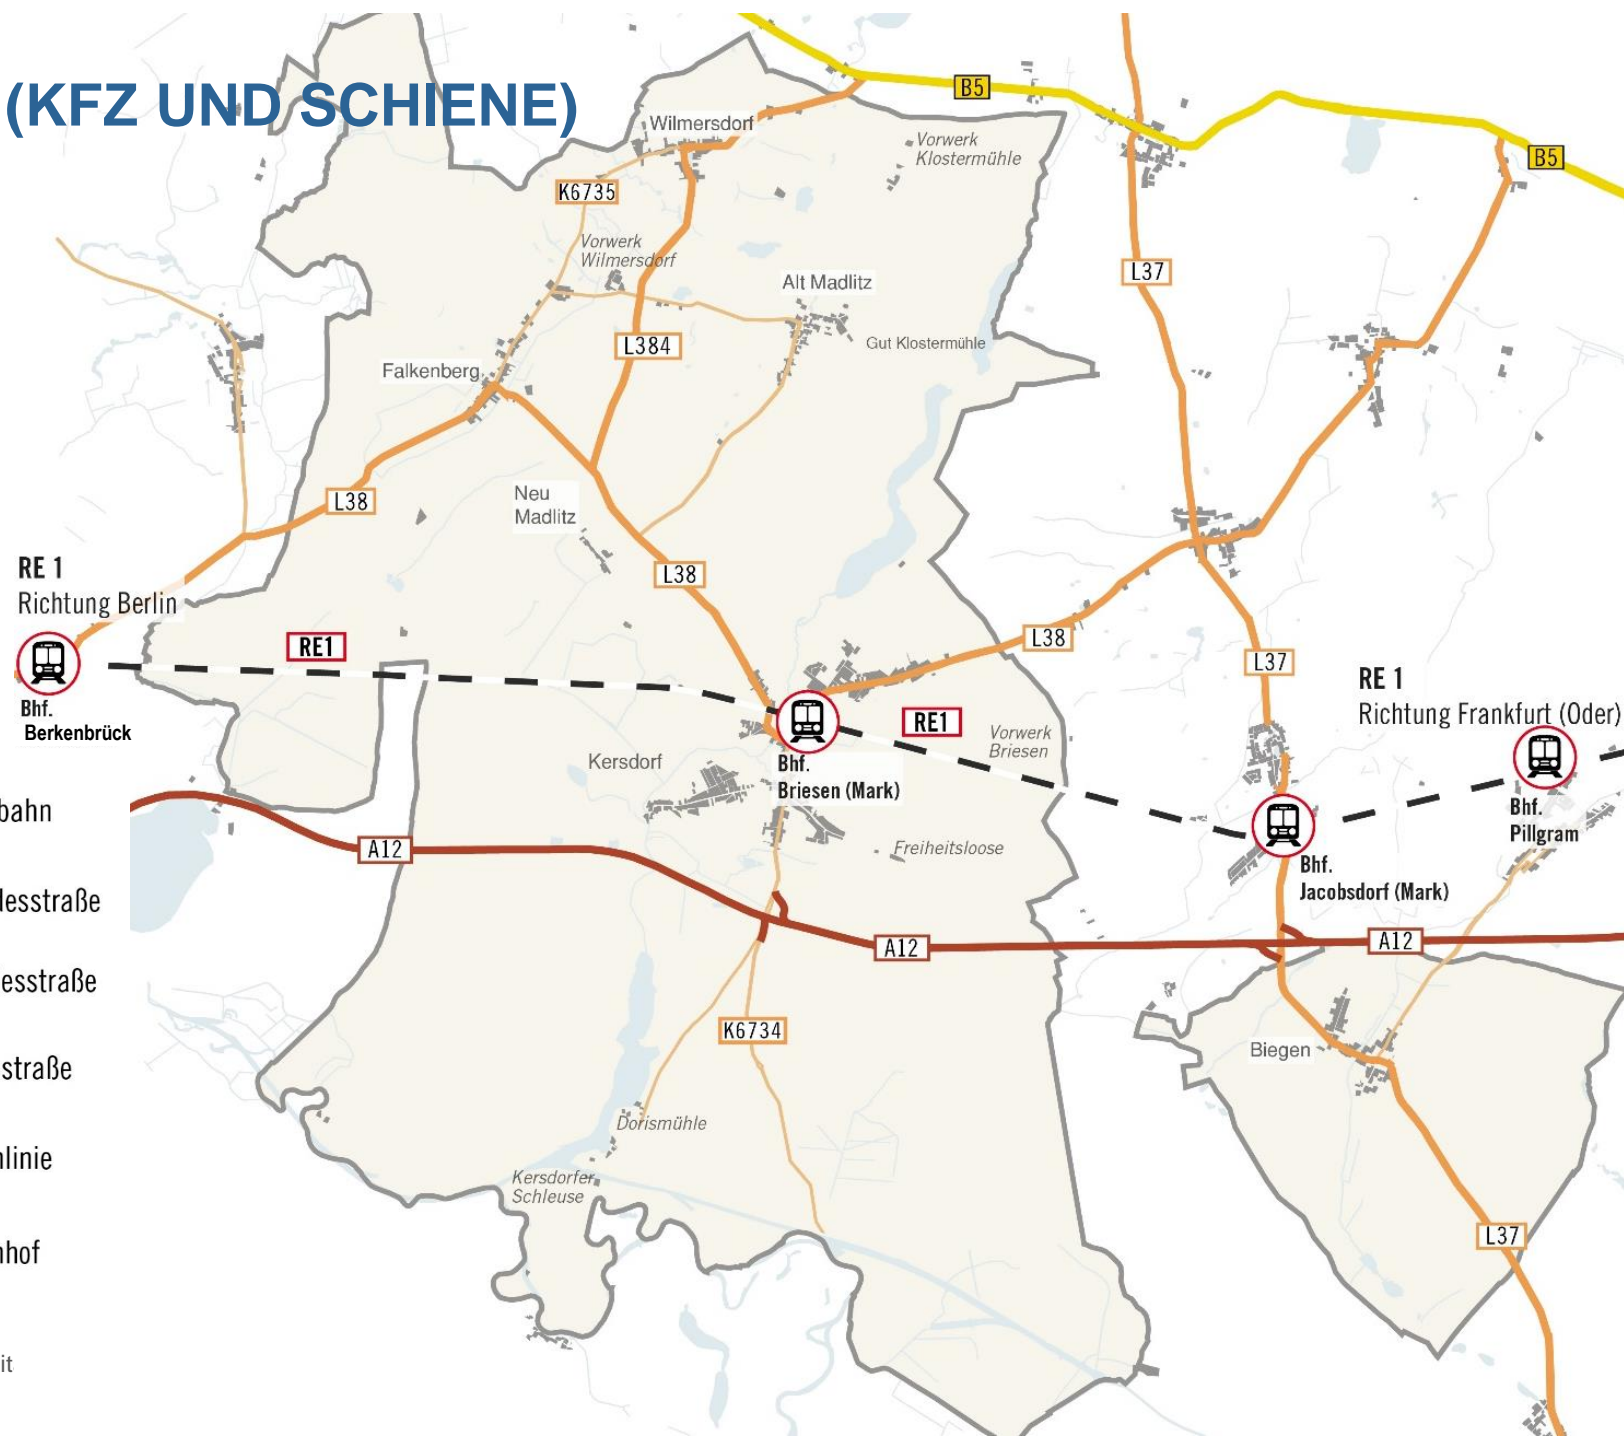 (KFZ UND SCHIENE)
B5
Wilmersdorf
Vorwerk
Klostermühle
B5
K6735
Vorwerk
Wilmersdorf
L37
Alt Madlitz
L384
Gut Klostermühle
Falkenberg
L38
Neu
Madlitz
L38
RE 1
Richtung Berlin
RE1
L38
L37
RE 1
Richtung Frankfurt (Oder)
Bhf.
Berkenbrück
RE1
Vorwerk
Briesen
Kersdorf
Bhf.
Briesen (Mark)
Bhf.
Pillgram
bahn
A12
Freiheitsloose
Bhf.
Jacobsdorf (Mark)
desstraße
A12
A12
esstraße
K6734
Biegen
straße
Dorismühle
nlinie
Kersdorfer
Schleuse
L37
nhof
it